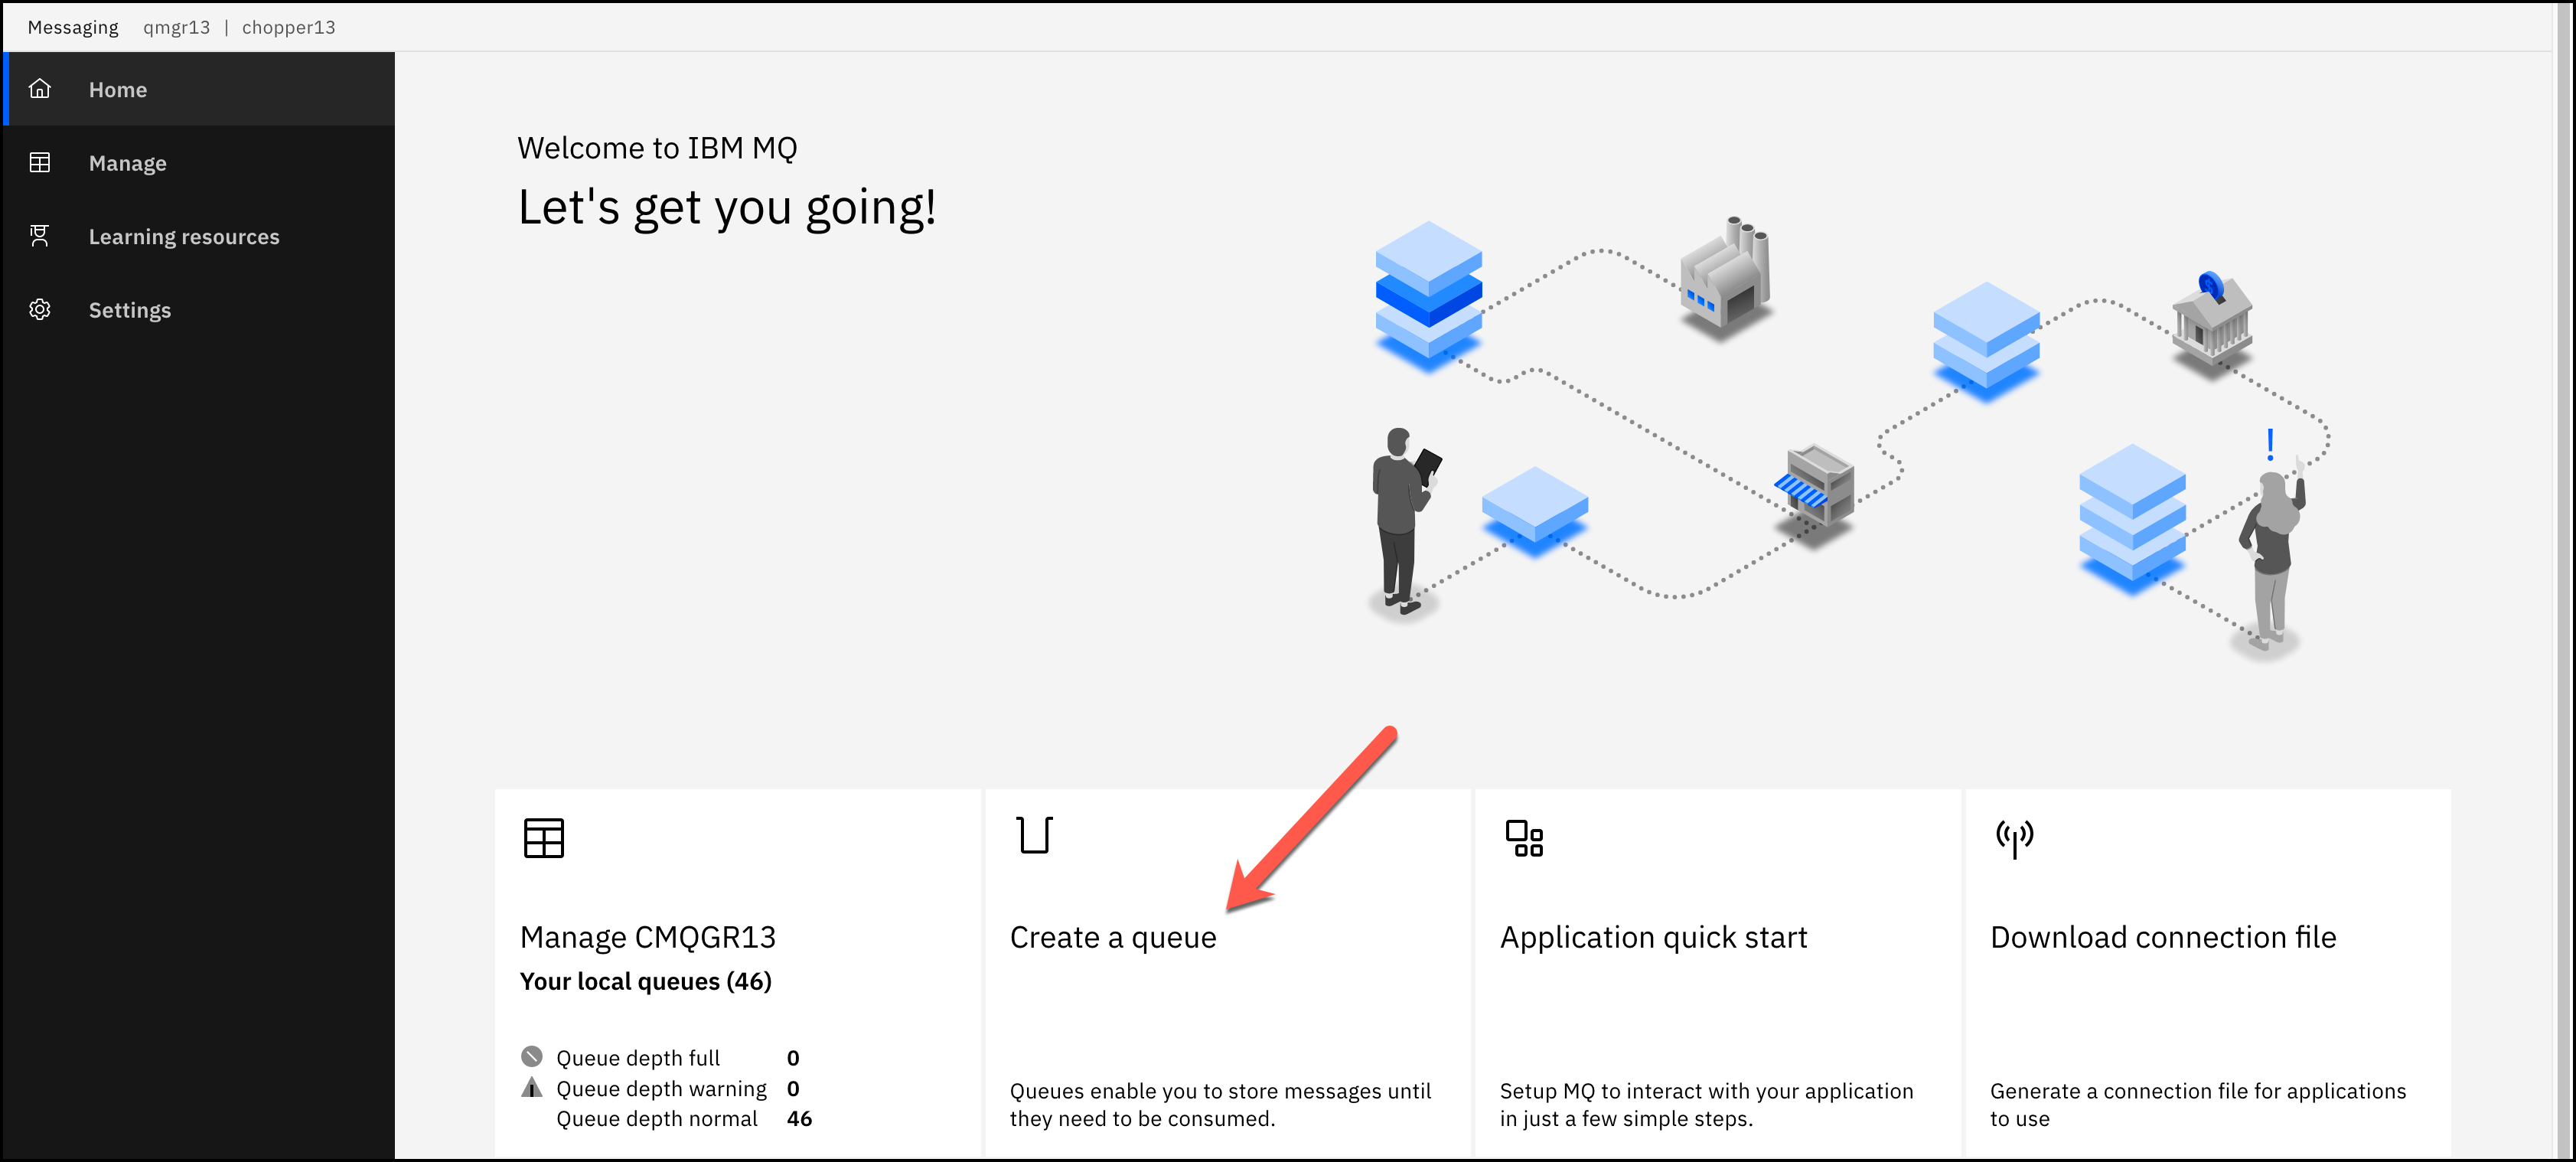 Messaging qmgr13 | chopper13
Home
Manage
Learning resources
Settings
Welcome to IBM MQ
Let's get you going!
!
Manage CMQGR13
Your local queues (46)
Queue depth full 0
Queue depth warning 0
Queue depth normal 46
Create a queue
Queues enable you to store messages until
they need to be consumed.
Application quick start
Setup MQ to interact with your application
in just a few simple steps.
Download connection file
Generate a connection file for applications
to use